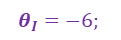 θ_I = −6;